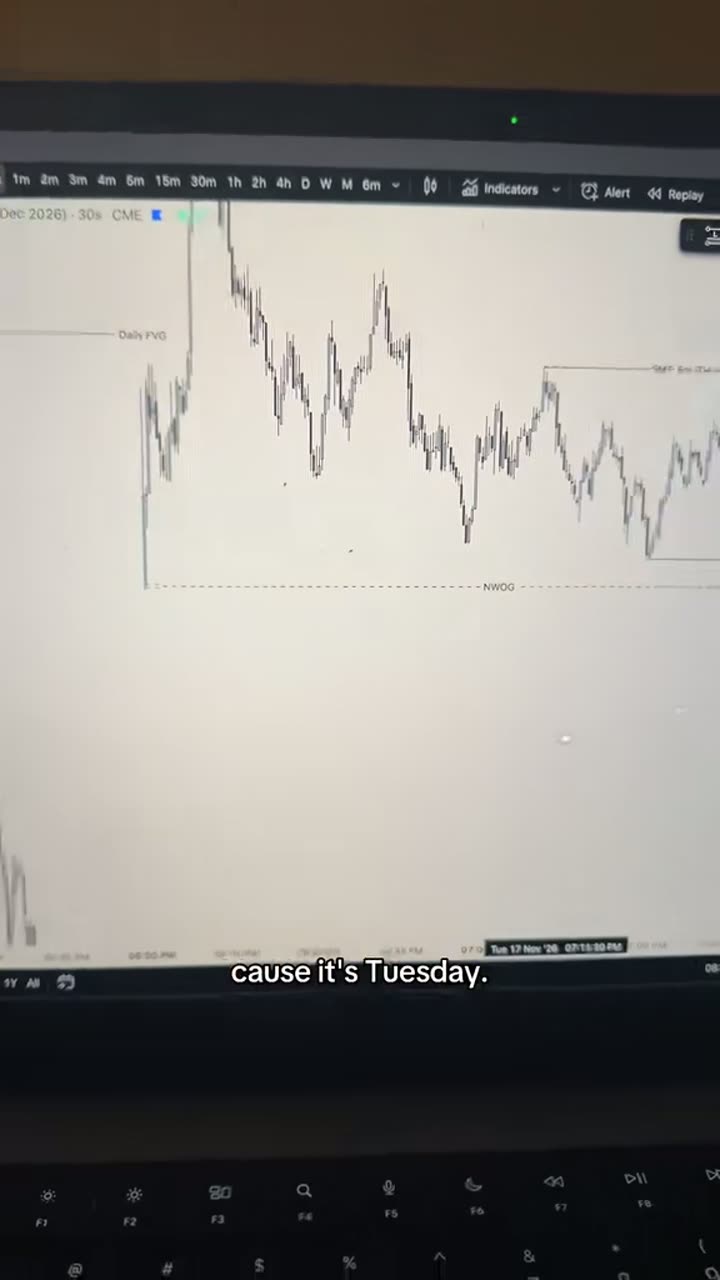 1m 2m 3m 4m 5m 15m 30m 1h 2h 4h D W M 6m Indicators Alert Replay
Dec 2026) · 30s CME
Daily FVG
NWOG
Tue 17 Nov '26
1Y All
cause it's Tuesday.
F1 F2 F3 F4 F5 F6 F7 F8
@ # $ % ^ & * (